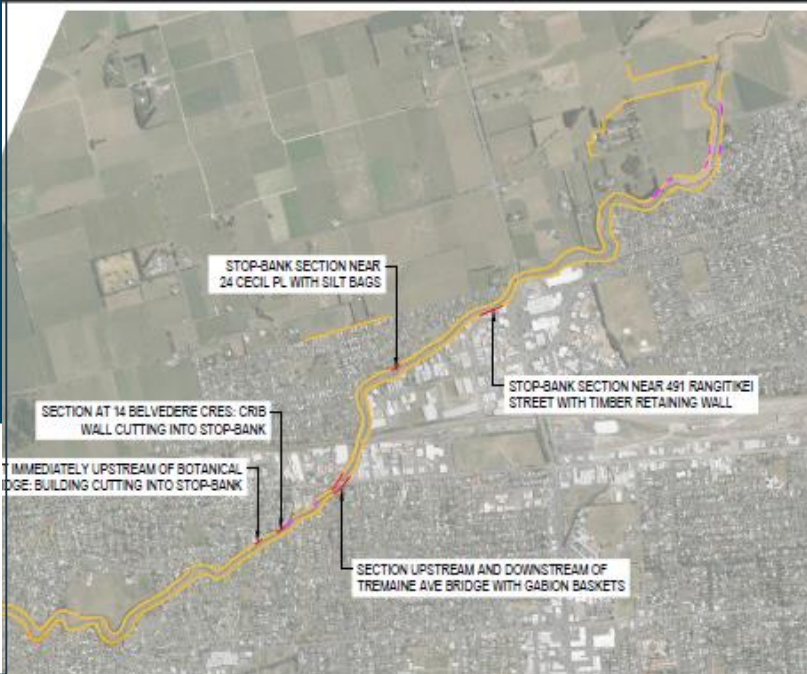 STOP-BANK SECTION NEAR
24 CECIL PL WITH SILT BAGS
STOP-BANK SECTION NEAR 491 RANGITIKEI
STREET WITH TIMBER RETAINING WALL
SECTION AT 14 BELVEDERE CRES: CRIB
WALL CUTTING INTO STOP-BANK
T IMMEDIATELY UPSTREAM OF BOTANICAL
DGE: BUILDING CUTTING INTO STOP-BANK
SECTION UPSTREAM AND DOWNSTREAM OF
TREMAINE AVE BRIDGE WITH GABION BASKETS